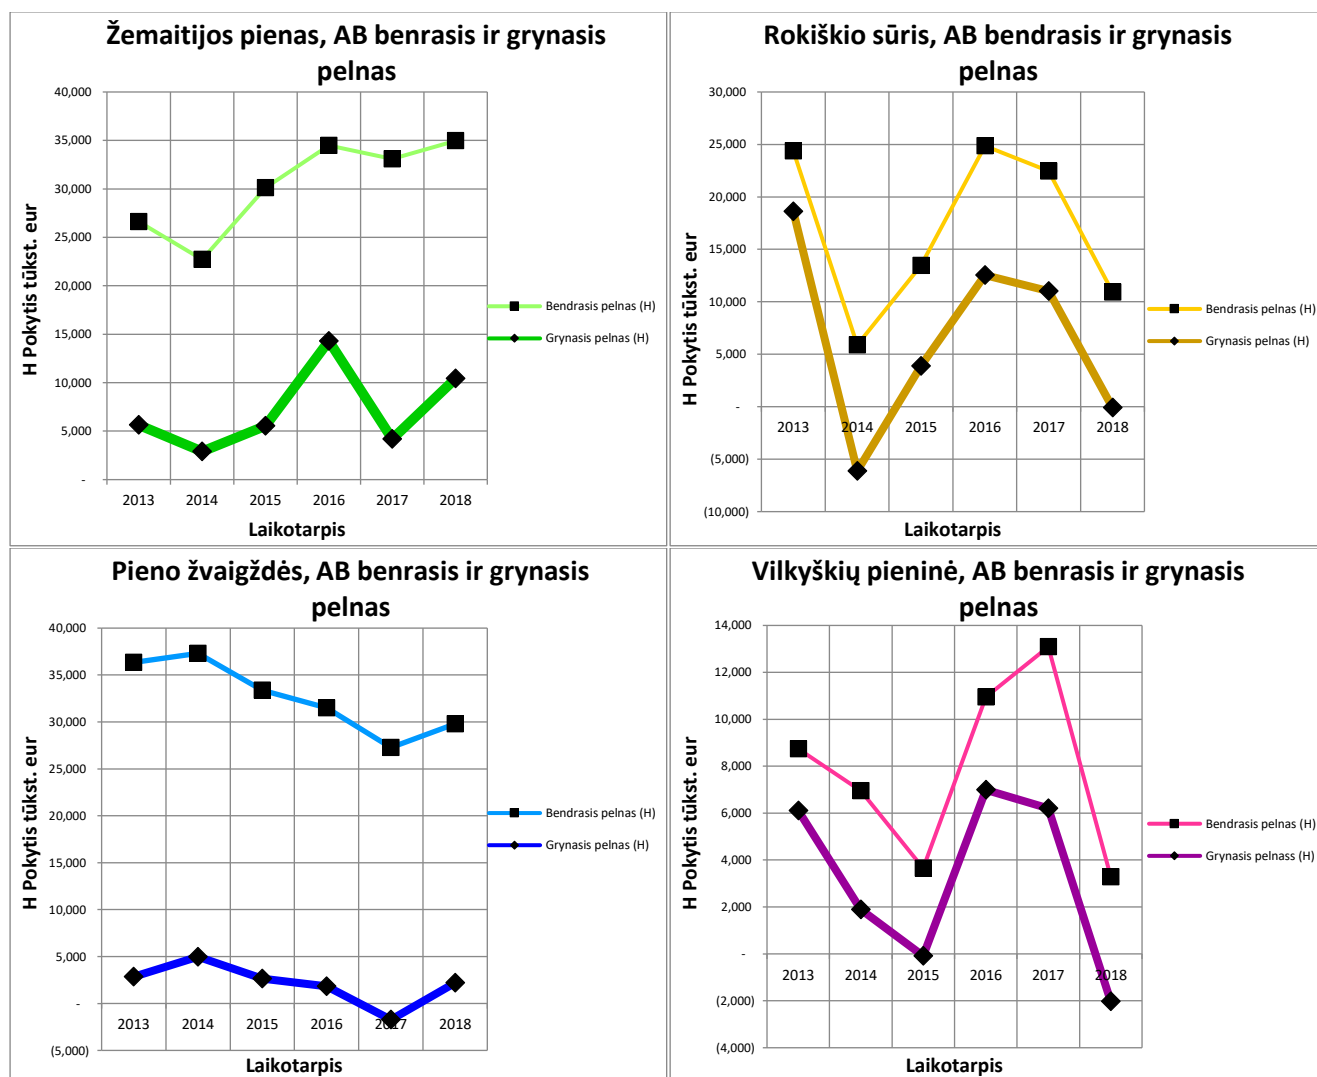 Žemaitijos pienas, AB benrasis ir grynasis
pelnas
40,000
35,000
30,000
25,000
20,000
15,000
10,000
5,000
-
H Pokytis tūkst. eur
2013 2014 2015 2016 2017 2018
Laikotarpis
Bendrasis pelnas (H)
Grynasis pelnas (H)
Rokiškio sūris, AB bendrasis ir grynasis
pelnas
30,000
25,000
20,000
15,000
10,000
5,000
-
(5,000)
(10,000)
H Pokytis tūkst. eur
2013 2014 2015 2016 2017 2018
Laikotarpis
Bendrasis pelnas (H)
Grynasis pelnas (H)
Pieno žvaigždės, AB benrasis ir grynasis
pelnas
40,000
35,000
30,000
25,000
20,000
15,000
10,000
5,000
-
(5,000)
H Pokytis tūkst. eur
2013 2014 2015 2016 2017 2018
Laikotarpis
Bendrasis pelnas (H)
Grynasis pelnas (H)
Vilkyškių pieninė, AB benrasis ir grynasis
pelnas
14,000
12,000
10,000
8,000
6,000
4,000
2,000
-
(2,000)
(4,000)
H Pokytis tūkst. eur
2013 2014 2015 2016 2017 2018
Laikotarpis
Bendrasis pelnas (H)
Grynasis pelnass (H)